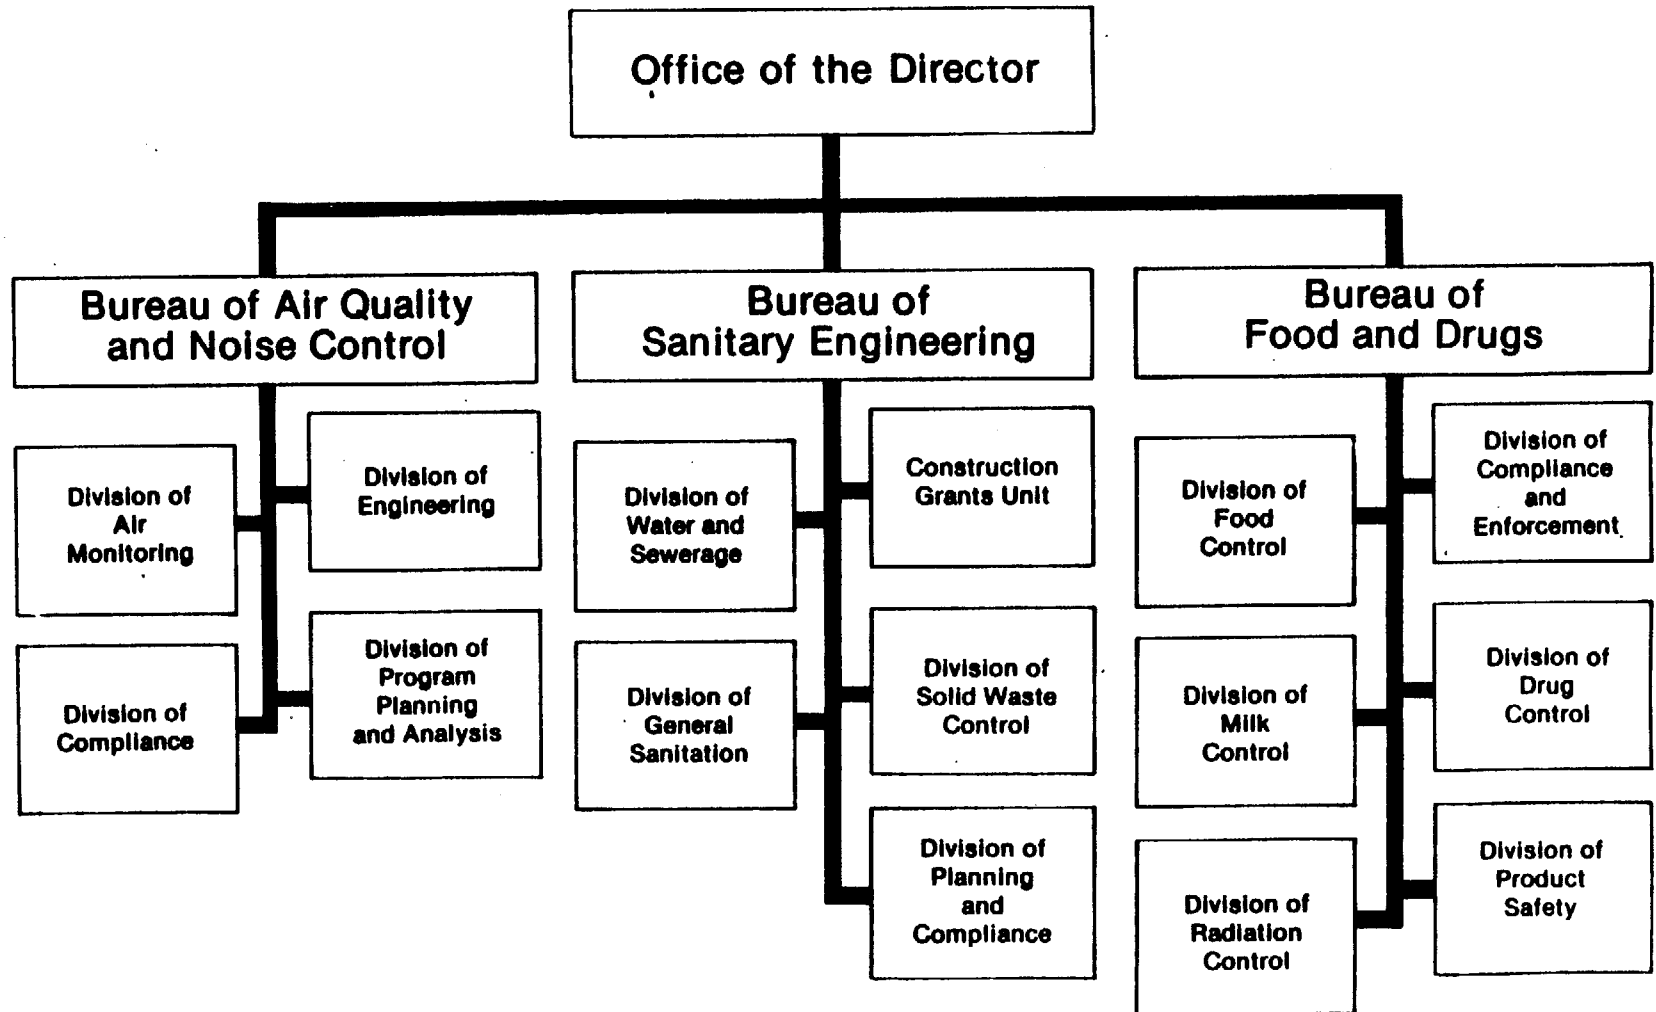 Office of the Director
Bureau of Air Quality
and Noise Control
Bureau of
Sanitary Engineering
Bureau of
Food and Drugs
Division of
Air
Monitoring
Division of
Engineering
Division of
Compliance
Division of
Program
Planning
and Analysis
Division of
Water and
Sewerage
Construction
Grants Unit
Division of
General
Sanitation
Division of
Solid Waste
Control
Division of
Planning
and
Compliance
Division of
Food
Control
Division of
Compliance
and
Enforcement
Division of
Milk
Control
Division of
Drug
Control
Division of
Radiation
Control
Division of
Product
Safety